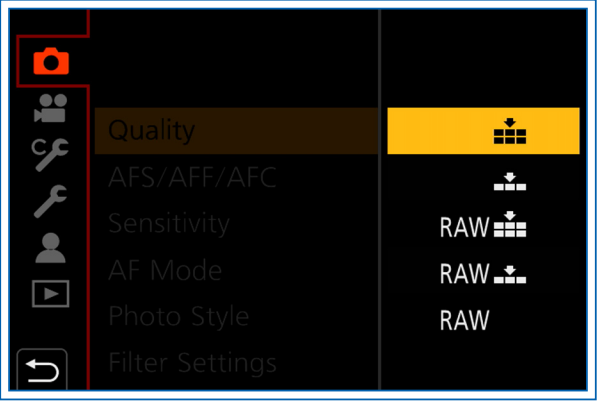 Quality
AFS/AFF/AFC
Sensitivity
RAW
AF Mode
RAW
Photo Style
RAW
Filter Settings
C